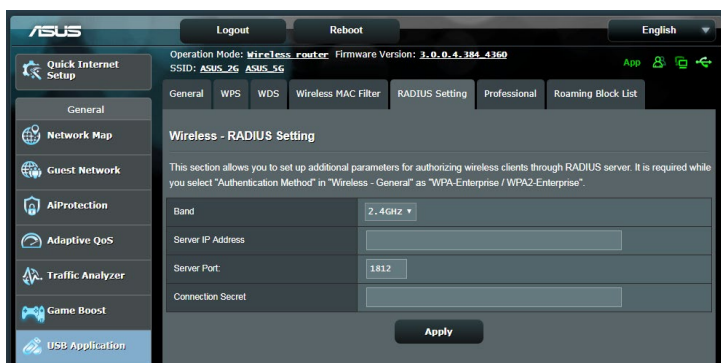 ASUS
Logout
Reboot
English
Quick Internet Setup
Operation Mode: Wireless router Firmware Version: 3.0.0.4.384_4360
SSID: ASUS_2G ASUS_5G
App
General
WPS
WDS
Wireless MAC Filter
RADIUS Setting
Professional
Roaming Block List
General
Network Map
Guest Network
AiProtection
Adaptive QoS
Traffic Analyzer
Game Boost
USB Application
Wireless - RADIUS Setting
This section allows you to set up additional parameters for authorizing wireless clients through RADIUS server. It is required while
you select "Authentication Method" in "Wireless - General" as "WPA-Enterprise / WPA2-Enterprise".
Band
2.4GHz
Server IP Address
Server Port:
1812
Connection Secret
Apply